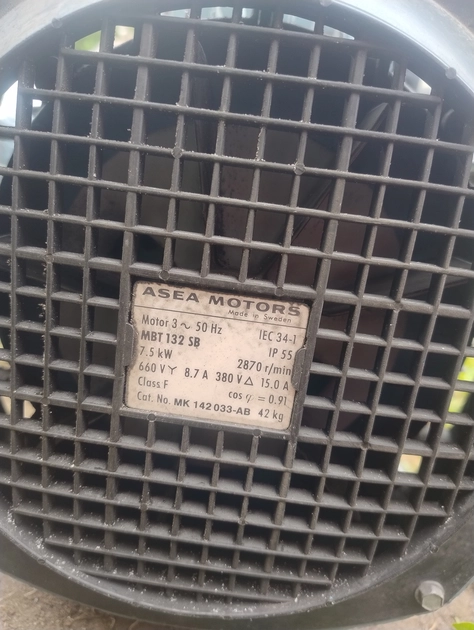 ASEA MOTORS
Made in Sweden
Motor 3 ~ 50 Hz IEC 34-1
MBT 132 SB IP 55
7.5 kW 2870 r/min
660 V Y 8.7 A 380 V Δ 15.0 A
Class F cos φ = 0.91
Cat. No. MK 142 033-AB 42 kg